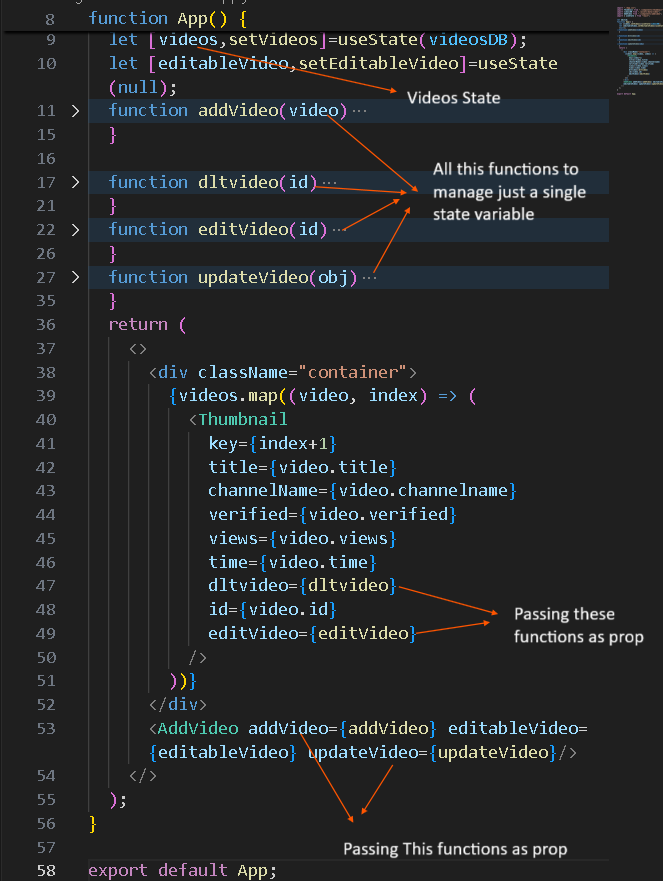 8 function App() {
9 let [videos,setVideos]=useState(videosDB);
10 let [editableVideo,setEditableVideo]=useState
(null);
Videos State
11 > function addVideo(video)···
15 }
16
All this functions to
manage just a single
state variable
17 > function dltvideo(id)···
21 }
22 > function editVideo(id)···
26 }
27 > function updateVideo(obj)···
35 }
36 return (
37 <>
38 <div className="container">
39 {videos.map((video, index) => (
40 <Thumbnail
41 key={index+1}
42 title={video.title}
43 channelName={video.channelname}
44 verified={video.verified}
45 views={video.views}
46 time={video.time}
47 dltvideo={dltvideo}
48 id={video.id}
49 editVideo={editVideo}
Passing these
functions as prop
50 />
51 ))}
52 </div>
53 <AddVideo addVideo={addVideo} editableVideo=
{editableVideo} updateVideo={updateVideo}/>
54 </>
55 );
56 }
57
Passing This functions as prop
58 export default App;